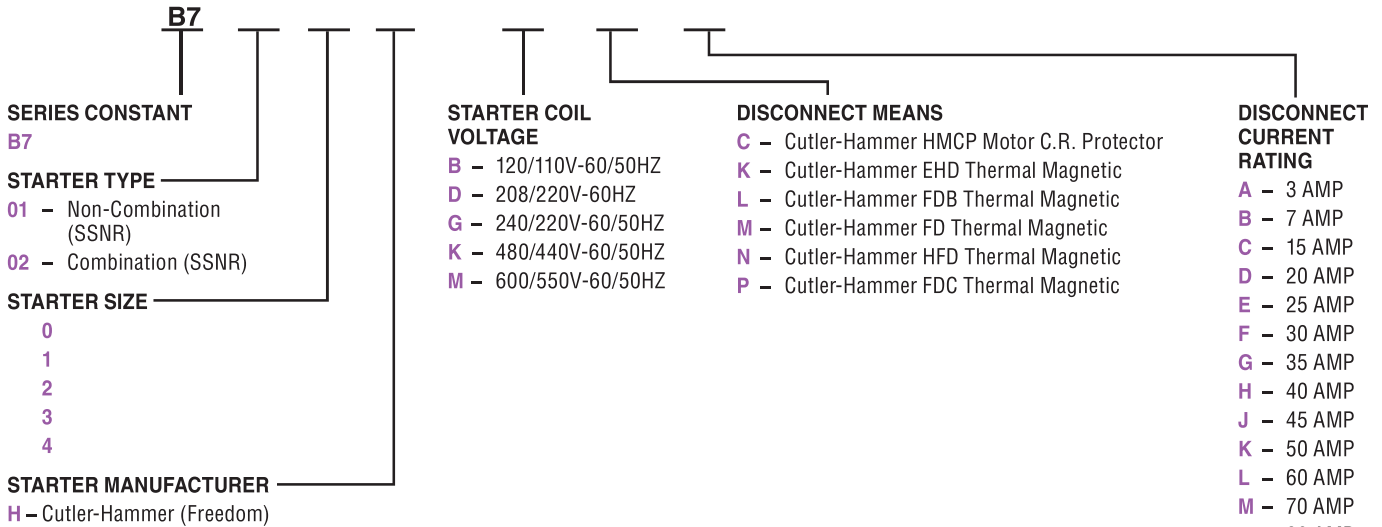 B7
SERIES CONSTANT
B7
STARTER TYPE
01 – Non-Combination
(SSNR)
02 – Combination (SSNR)
STARTER SIZE
0
1
2
3
4
STARTER MANUFACTURER
H – Cutler-Hammer (Freedom)
STARTER COIL
VOLTAGE
B – 120/110V-60/50HZ
D – 208/220V-60HZ
G – 240/220V-60/50HZ
K – 480/440V-60/50HZ
M – 600/550V-60/50HZ
DISCONNECT MEANS
C – Cutler-Hammer HMCP Motor C.R. Protector
K – Cutler-Hammer EHD Thermal Magnetic
L – Cutler-Hammer FDB Thermal Magnetic
M – Cutler-Hammer FD Thermal Magnetic
N – Cutler-Hammer HFD Thermal Magnetic
P – Cutler-Hammer FDC Thermal Magnetic
DISCONNECT
CURRENT
RATING
A – 3 AMP
B – 7 AMP
C – 15 AMP
D – 20 AMP
E – 25 AMP
F – 30 AMP
G – 35 AMP
H – 40 AMP
J – 45 AMP
K – 50 AMP
L – 60 AMP
M – 70 AMP